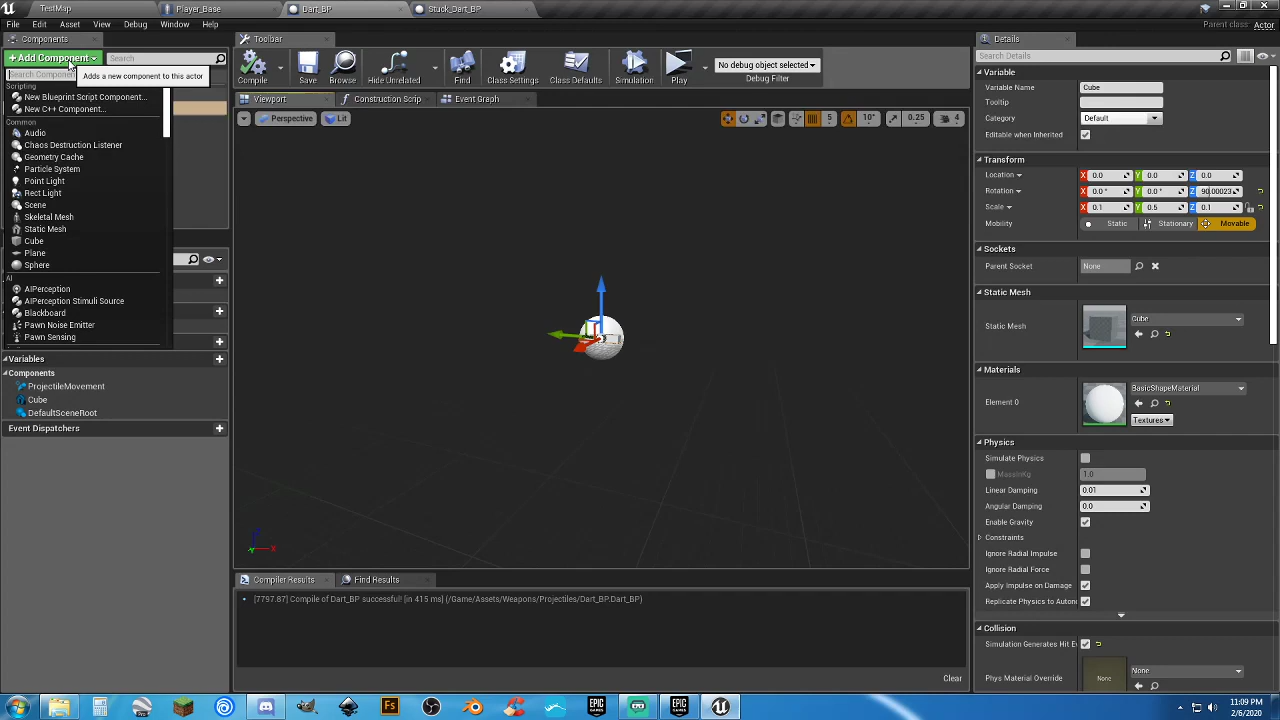 TestMap
Player_Base
Dart_BP
Stuck_Dart_BP
File Edit Asset View Debug Window Help
Parent class: Actor
Components
+Add Component
Search
Search Components
Adds a new component to this actor
Scripting
New Blueprint Script Component...
New C++ Component...
Common
Audio
Chaos Destruction Listener
Geometry Cache
Particle System
Point Light
Rect Light
Scene
Skeletal Mesh
Static Mesh
Cube
Plane
Sphere
AI
AIPerception
AIPerception Stimuli Source
Blackboard
Pawn Noise Emitter
Pawn Sensing
Variables
Components
ProjectileMovement
Cube
DefaultSceneRoot
Event Dispatchers
Toolbar
Compile
Save
Browse
Hide Unrelated
Find
Class Settings
Class Defaults
Simulation
Play
No debug object selected
Debug Filter
Viewport
Construction Scrip
Event Graph
Perspective
Lit
5
10°
0.25
4
Compiler Results
Find Results
[7797.87] Compile of Dart_BP successful! [in 415 ms] (/Game/Assets/Weapons/Projectiles/Dart_BP.Dart_BP)
Clear
Details
Search Details
Variable
Variable Name Cube
Tooltip
Category Default
Editable when Inherited
Transform
Location X 0.0 Y 0.0 Z 0.0
Rotation X 0.0 ° Y 0.0 ° Z 90.00023
Scale X 0.1 Y 0.5 Z 0.1
Mobility Static Stationary Movable
Sockets
Parent Socket None
Static Mesh
Static Mesh Cube
Materials
Element 0 BasicShapeMaterial
Textures
Physics
Simulate Physics
MassInKg 1.0
Linear Damping 0.01
Angular Damping 0.0
Enable Gravity
Constraints
Ignore Radial Impulse
Ignore Radial Force
Apply Impulse on Damage
Replicate Physics to Autono
Collision
Simulation Generates Hit E
Phys Material Override None None
11:09 PM
2/6/2020